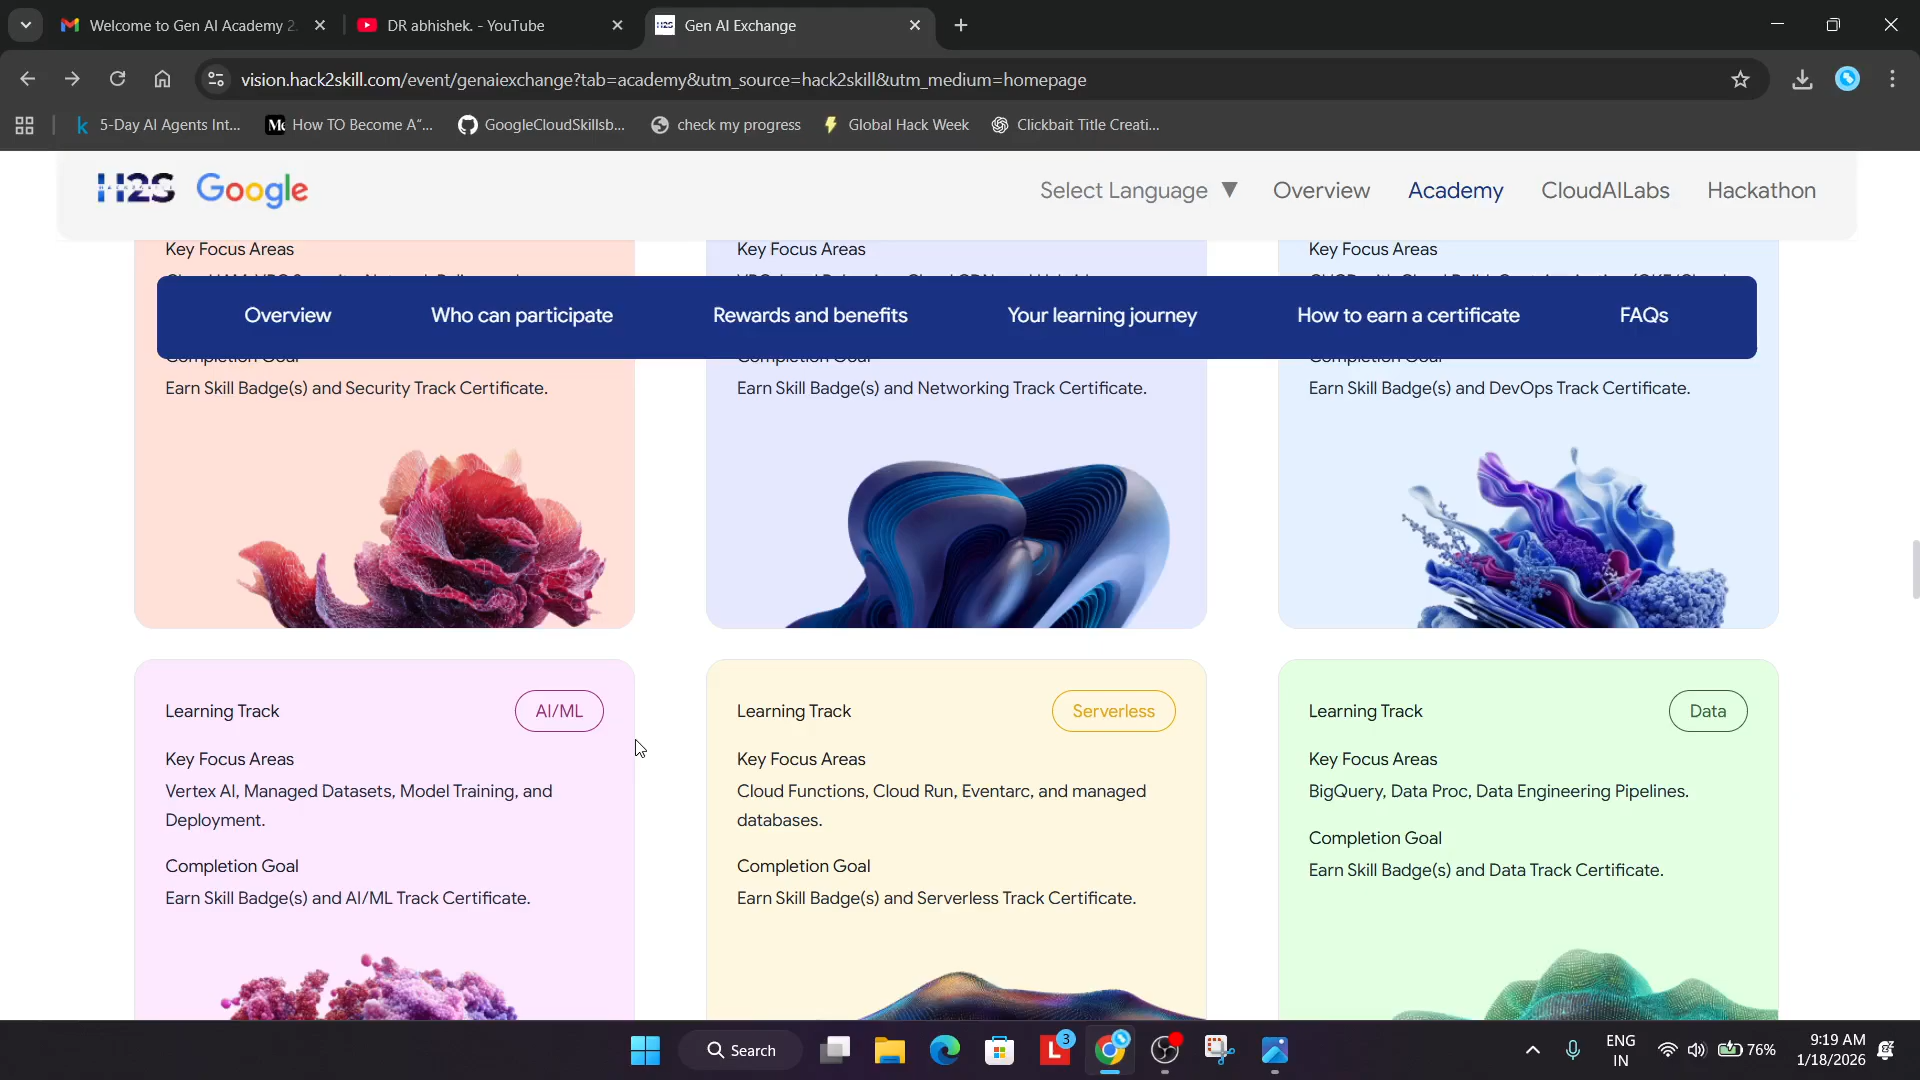 Welcome to Gen AI Academy 2.
DR abhishek. - YouTube
Gen AI Exchange
vision.hack2skill.com/event/genaiexchange?tab=academy&utm_source=hack2skill&utm_medium=homepage
5-Day AI Agents Int...
How TO Become A“...
GoogleCloudSkillsb...
check my progress
Global Hack Week
Clickbait Title Creati...
H2S
Google
Select Language ▼
Overview
Academy
CloudAILabs
Hackathon
Key Focus Areas
Key Focus Areas
Key Focus Areas
Overview
Who can participate
Rewards and benefits
Your learning journey
How to earn a certificate
FAQs
Completion Goal
Completion Goal
Completion Goal
Earn Skill Badge(s) and Security Track Certificate.
Earn Skill Badge(s) and Networking Track Certificate.
Earn Skill Badge(s) and DevOps Track Certificate.
Learning Track
AI/ML
Key Focus Areas
Vertex AI, Managed Datasets, Model Training, and
Deployment.
Completion Goal
Earn Skill Badge(s) and AI/ML Track Certificate.
Learning Track
Serverless
Key Focus Areas
Cloud Functions, Cloud Run, Eventarc, and managed
databases.
Completion Goal
Earn Skill Badge(s) and Serverless Track Certificate.
Learning Track
Data
Key Focus Areas
BigQuery, Data Proc, Data Engineering Pipelines.
Completion Goal
Earn Skill Badge(s) and Data Track Certificate.
Search
3
ENG
IN
76%
9:19 AM
1/18/2026